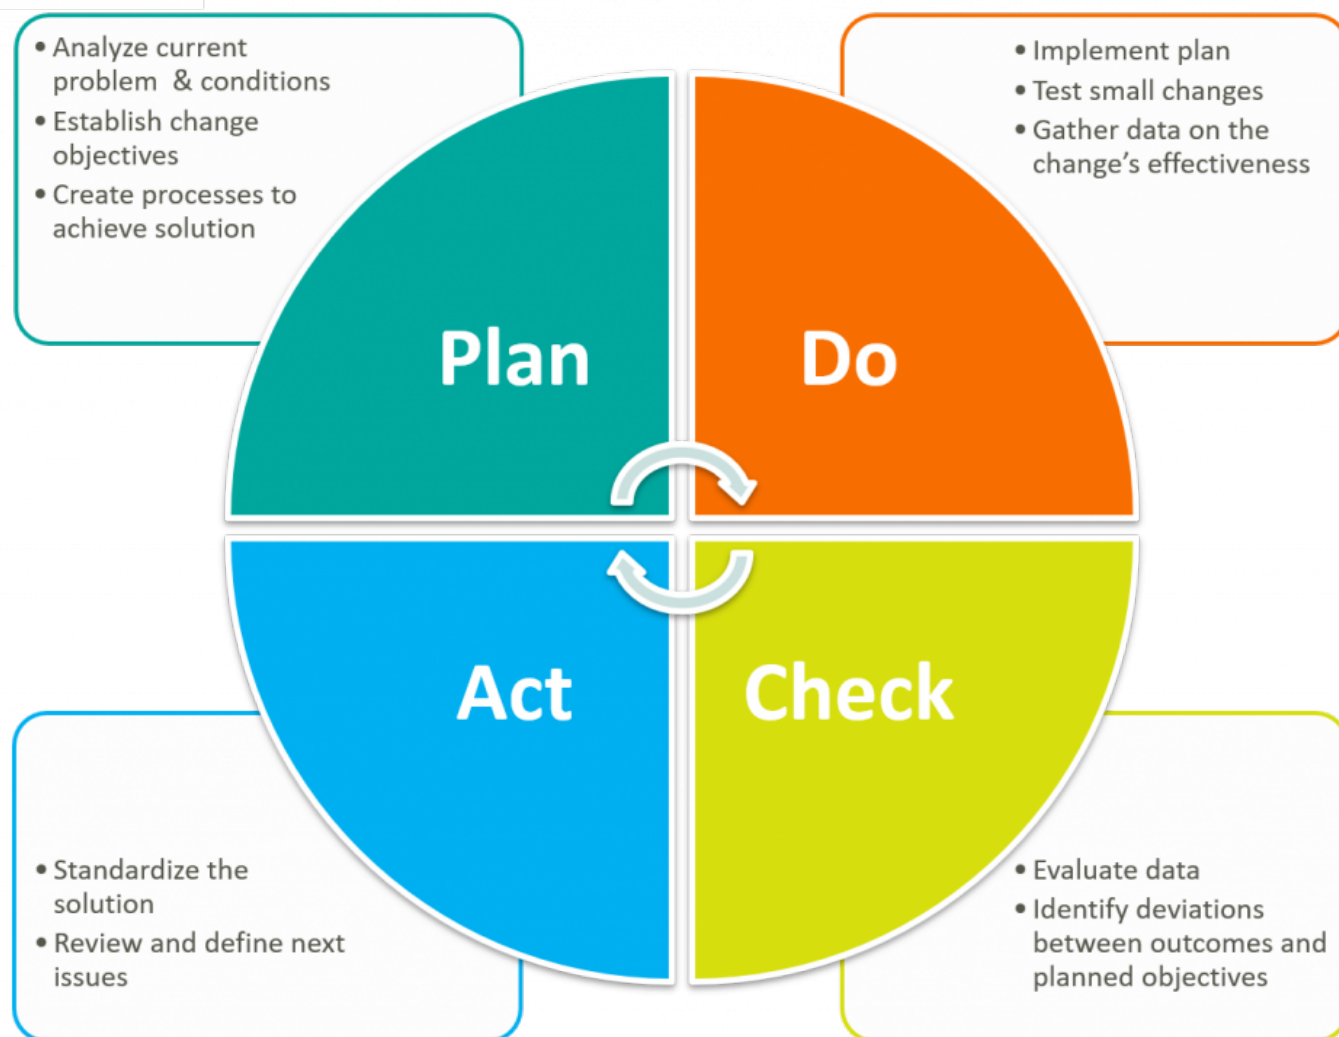 • Analyze current
problem & conditions
• Establish change
objectives
• Create processes to
achieve solution
• Implement plan
• Test small changes
• Gather data on the
change’s effectiveness
Plan
Do
Act
Check
• Standardize the
solution
• Review and define next
issues
• Evaluate data
• Identify deviations
between outcomes and
planned objectives